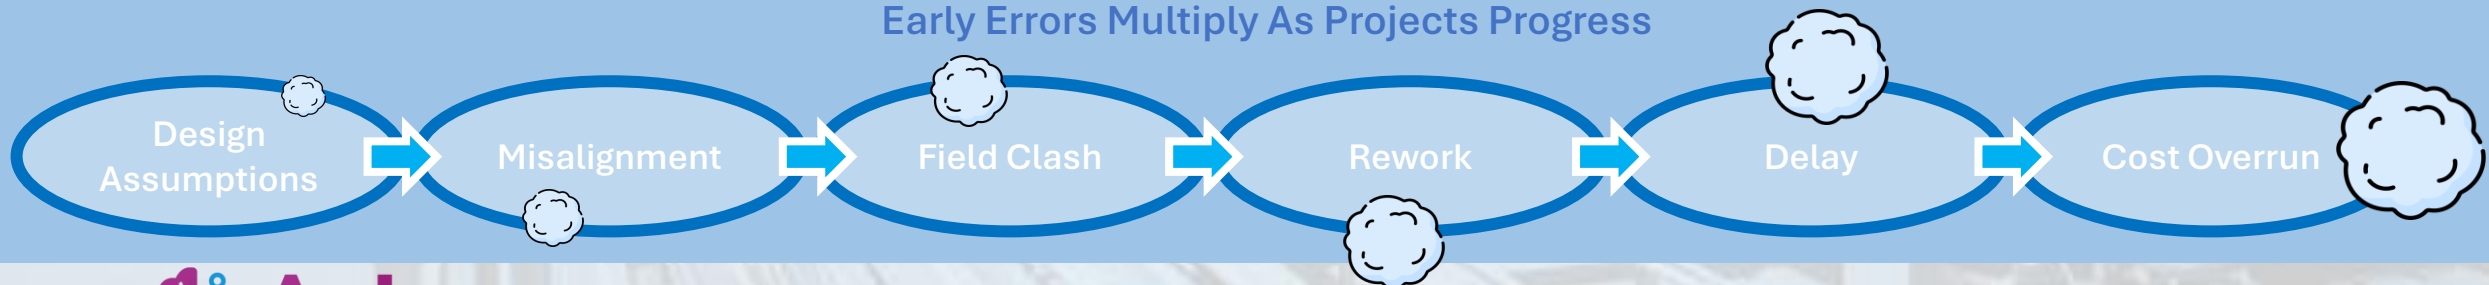 Early Errors Multiply As Projects Progress
Design
Assumptions
Misalignment
Field Clash
Rework
Delay
Cost Overrun